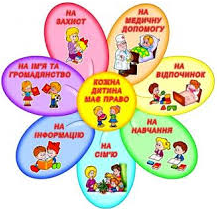 КОЖНА
ДИТИНА
МАЄ ПРАВО
НА
ЗАХИСТ
НА
МЕДИЧНУ
ДОПОМОГУ
НА
ВІДПОЧИНОК
НА
НАВЧАННЯ
НА
СІМ'Ю
НА
ІНФОРМАЦІЮ
НА ІМ'Я ТА
ГРОМАДЯНСТВО